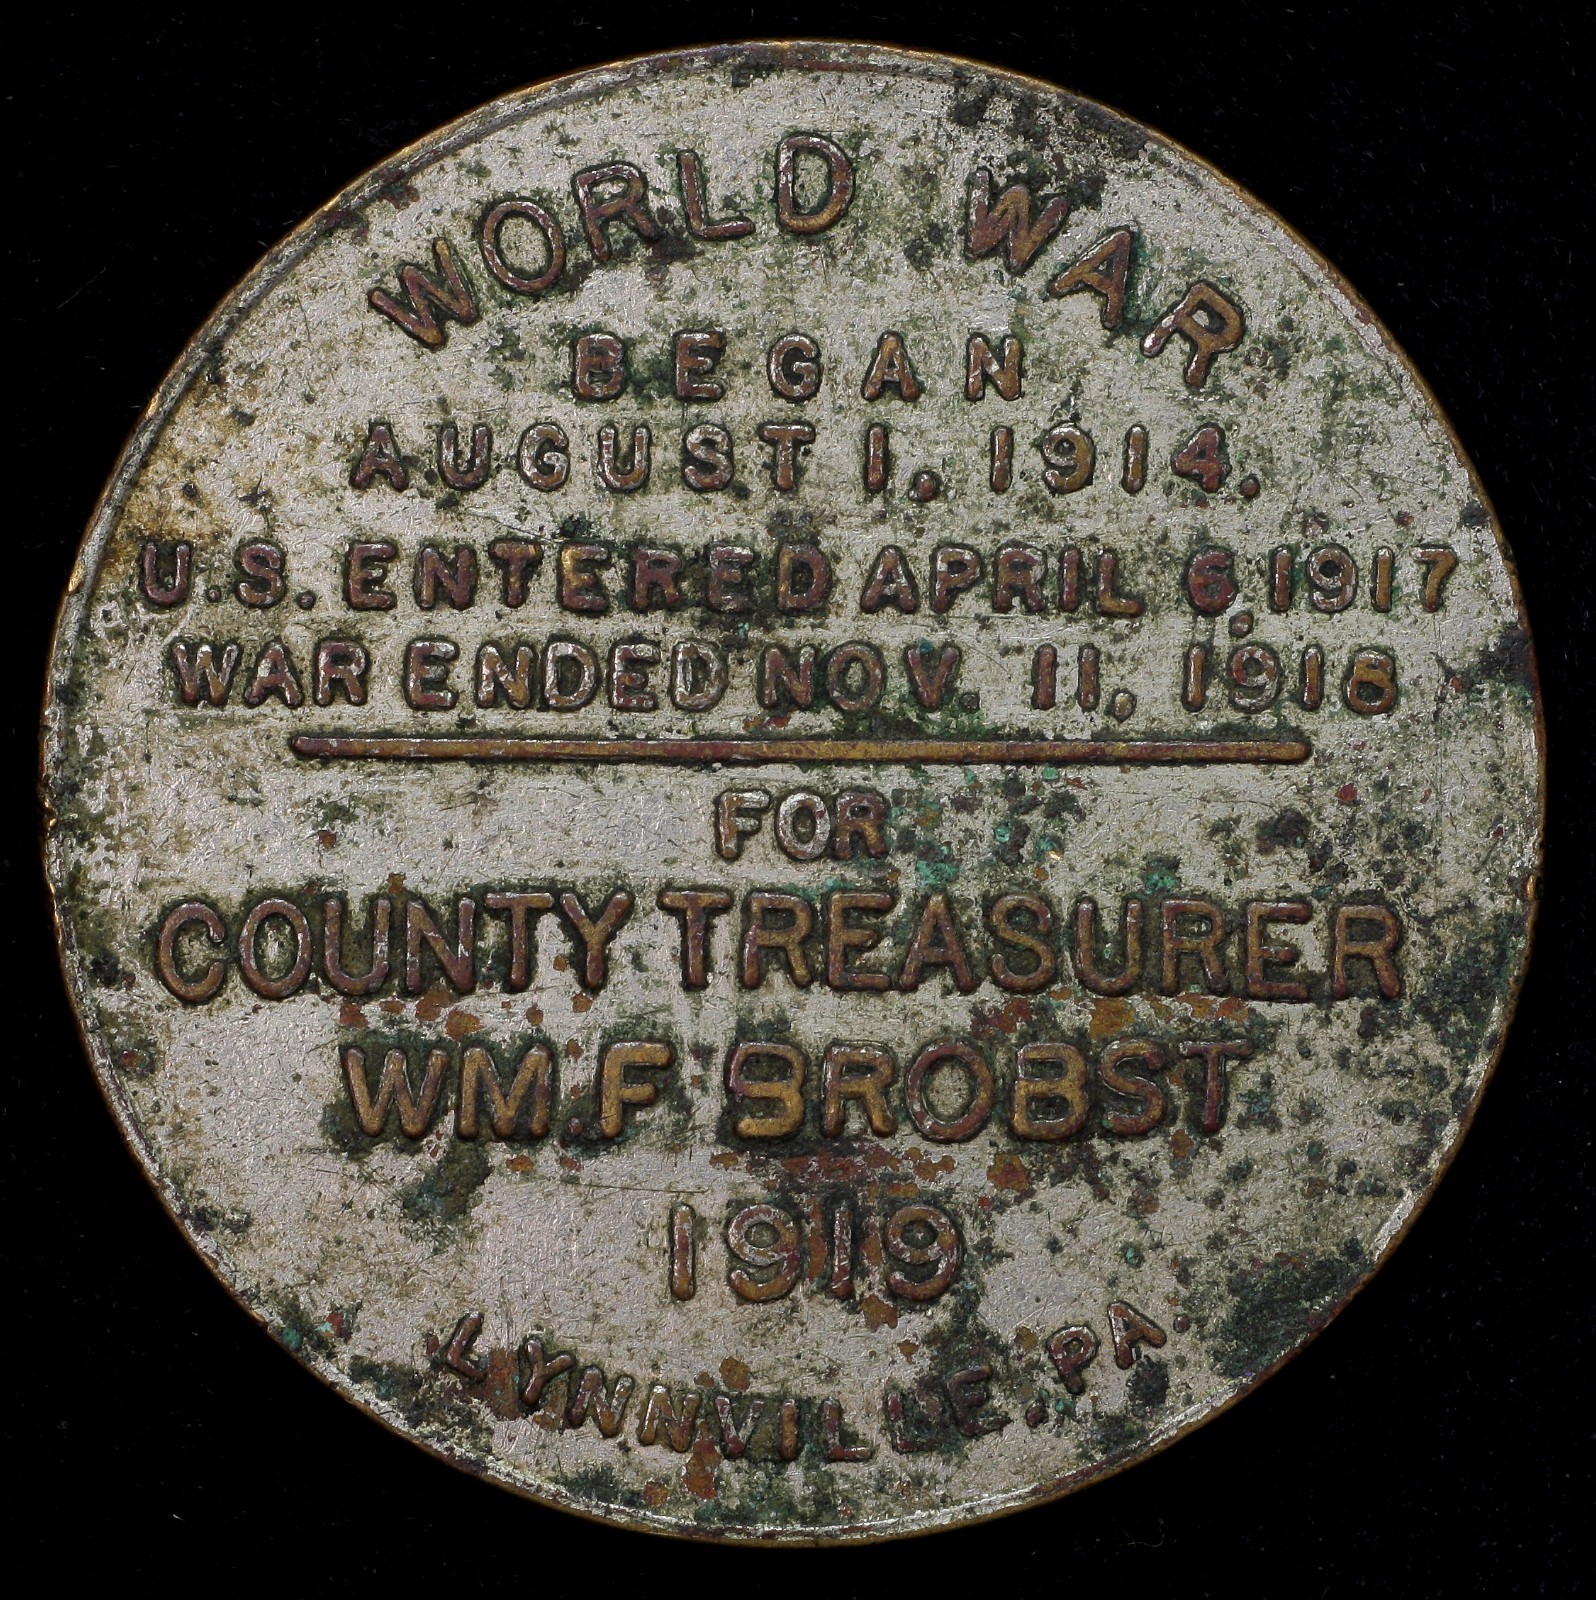 WORLD WAR
BEGAN
AUGUST 1, 1914.
U.S. ENTERED APRIL 6, 1917
WAR ENDED NOV. 11, 1918
FOR
COUNTY TREASURER
WM. F BROBST
1919
LYNNVILLE, PA.